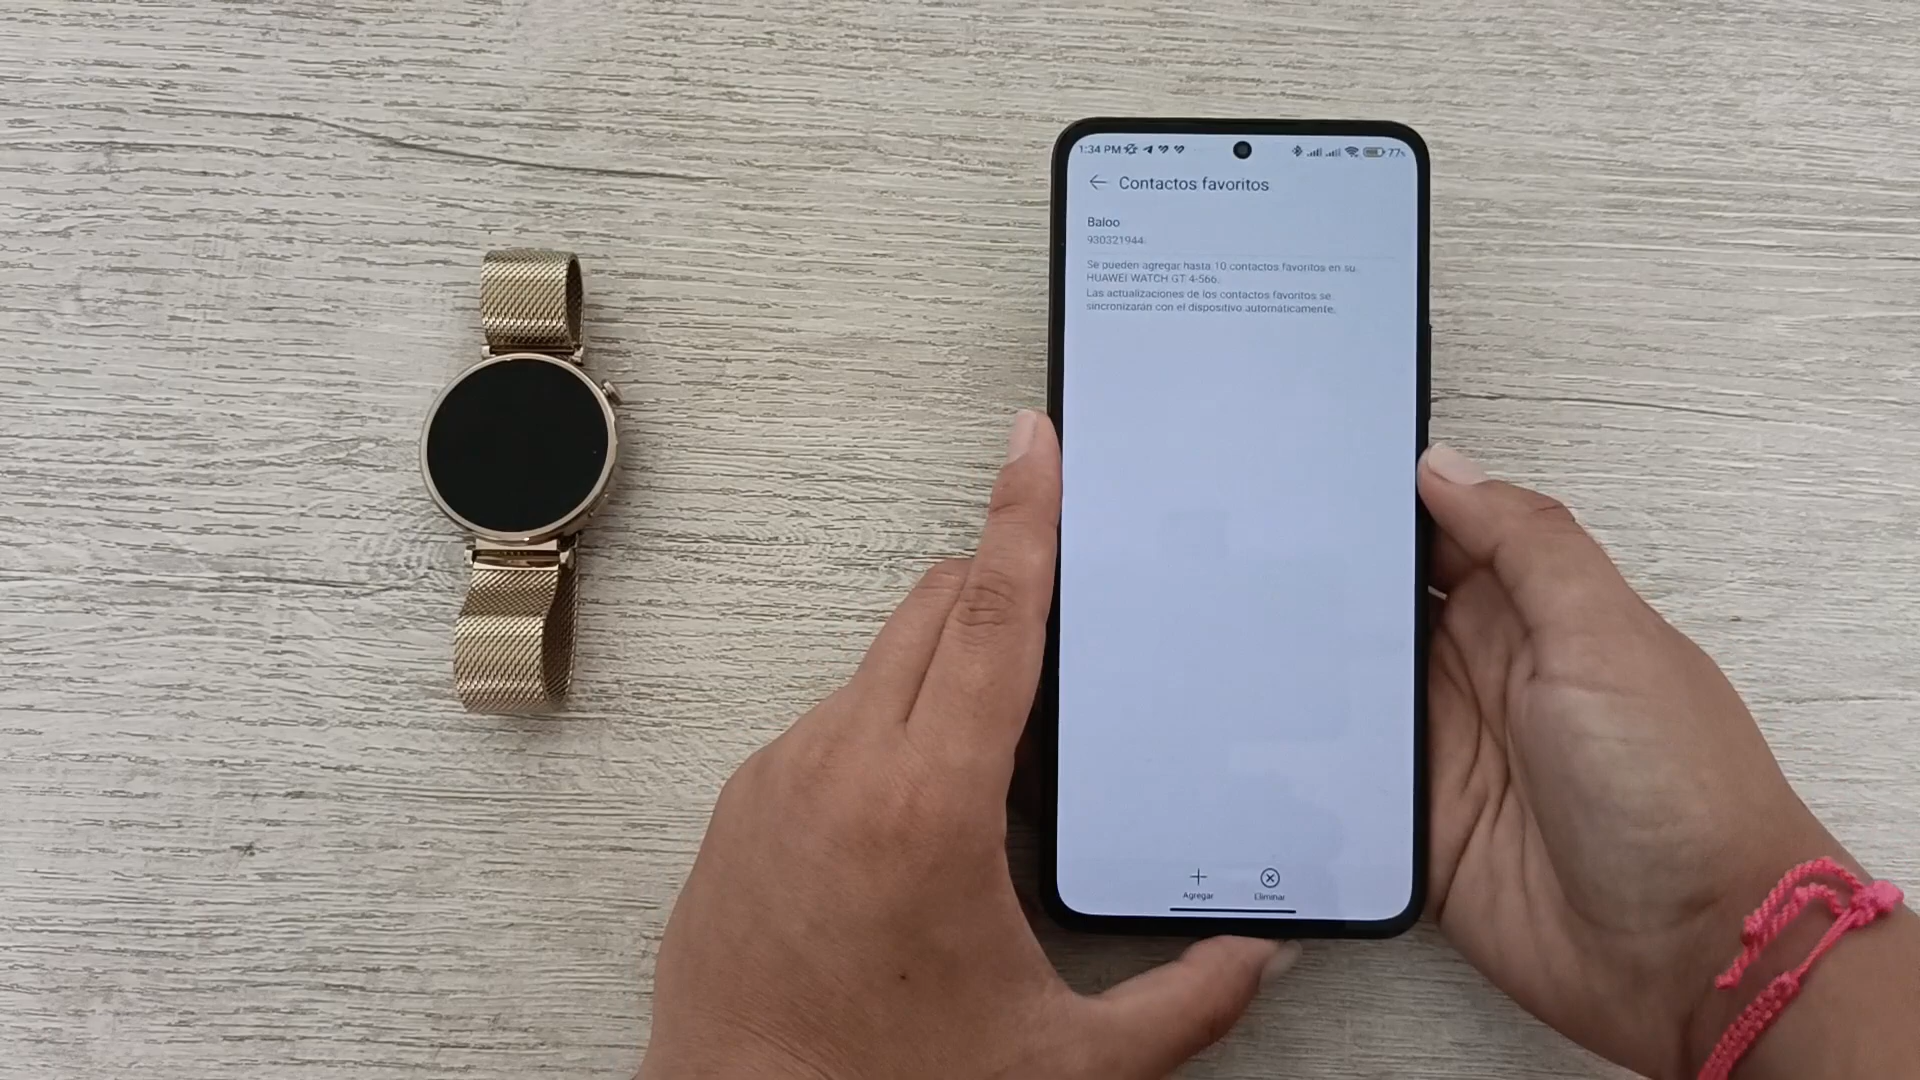 1:34 PM 77%
Contactos favoritos
Baloo
930321944
Se pueden agregar hasta 10 contactos favoritos en su
HUAWEI WATCH GT 4-566.
Las actualizaciones de los contactos favoritos se
sincronizarán con el dispositivo automáticamente.
Agregar Eliminar